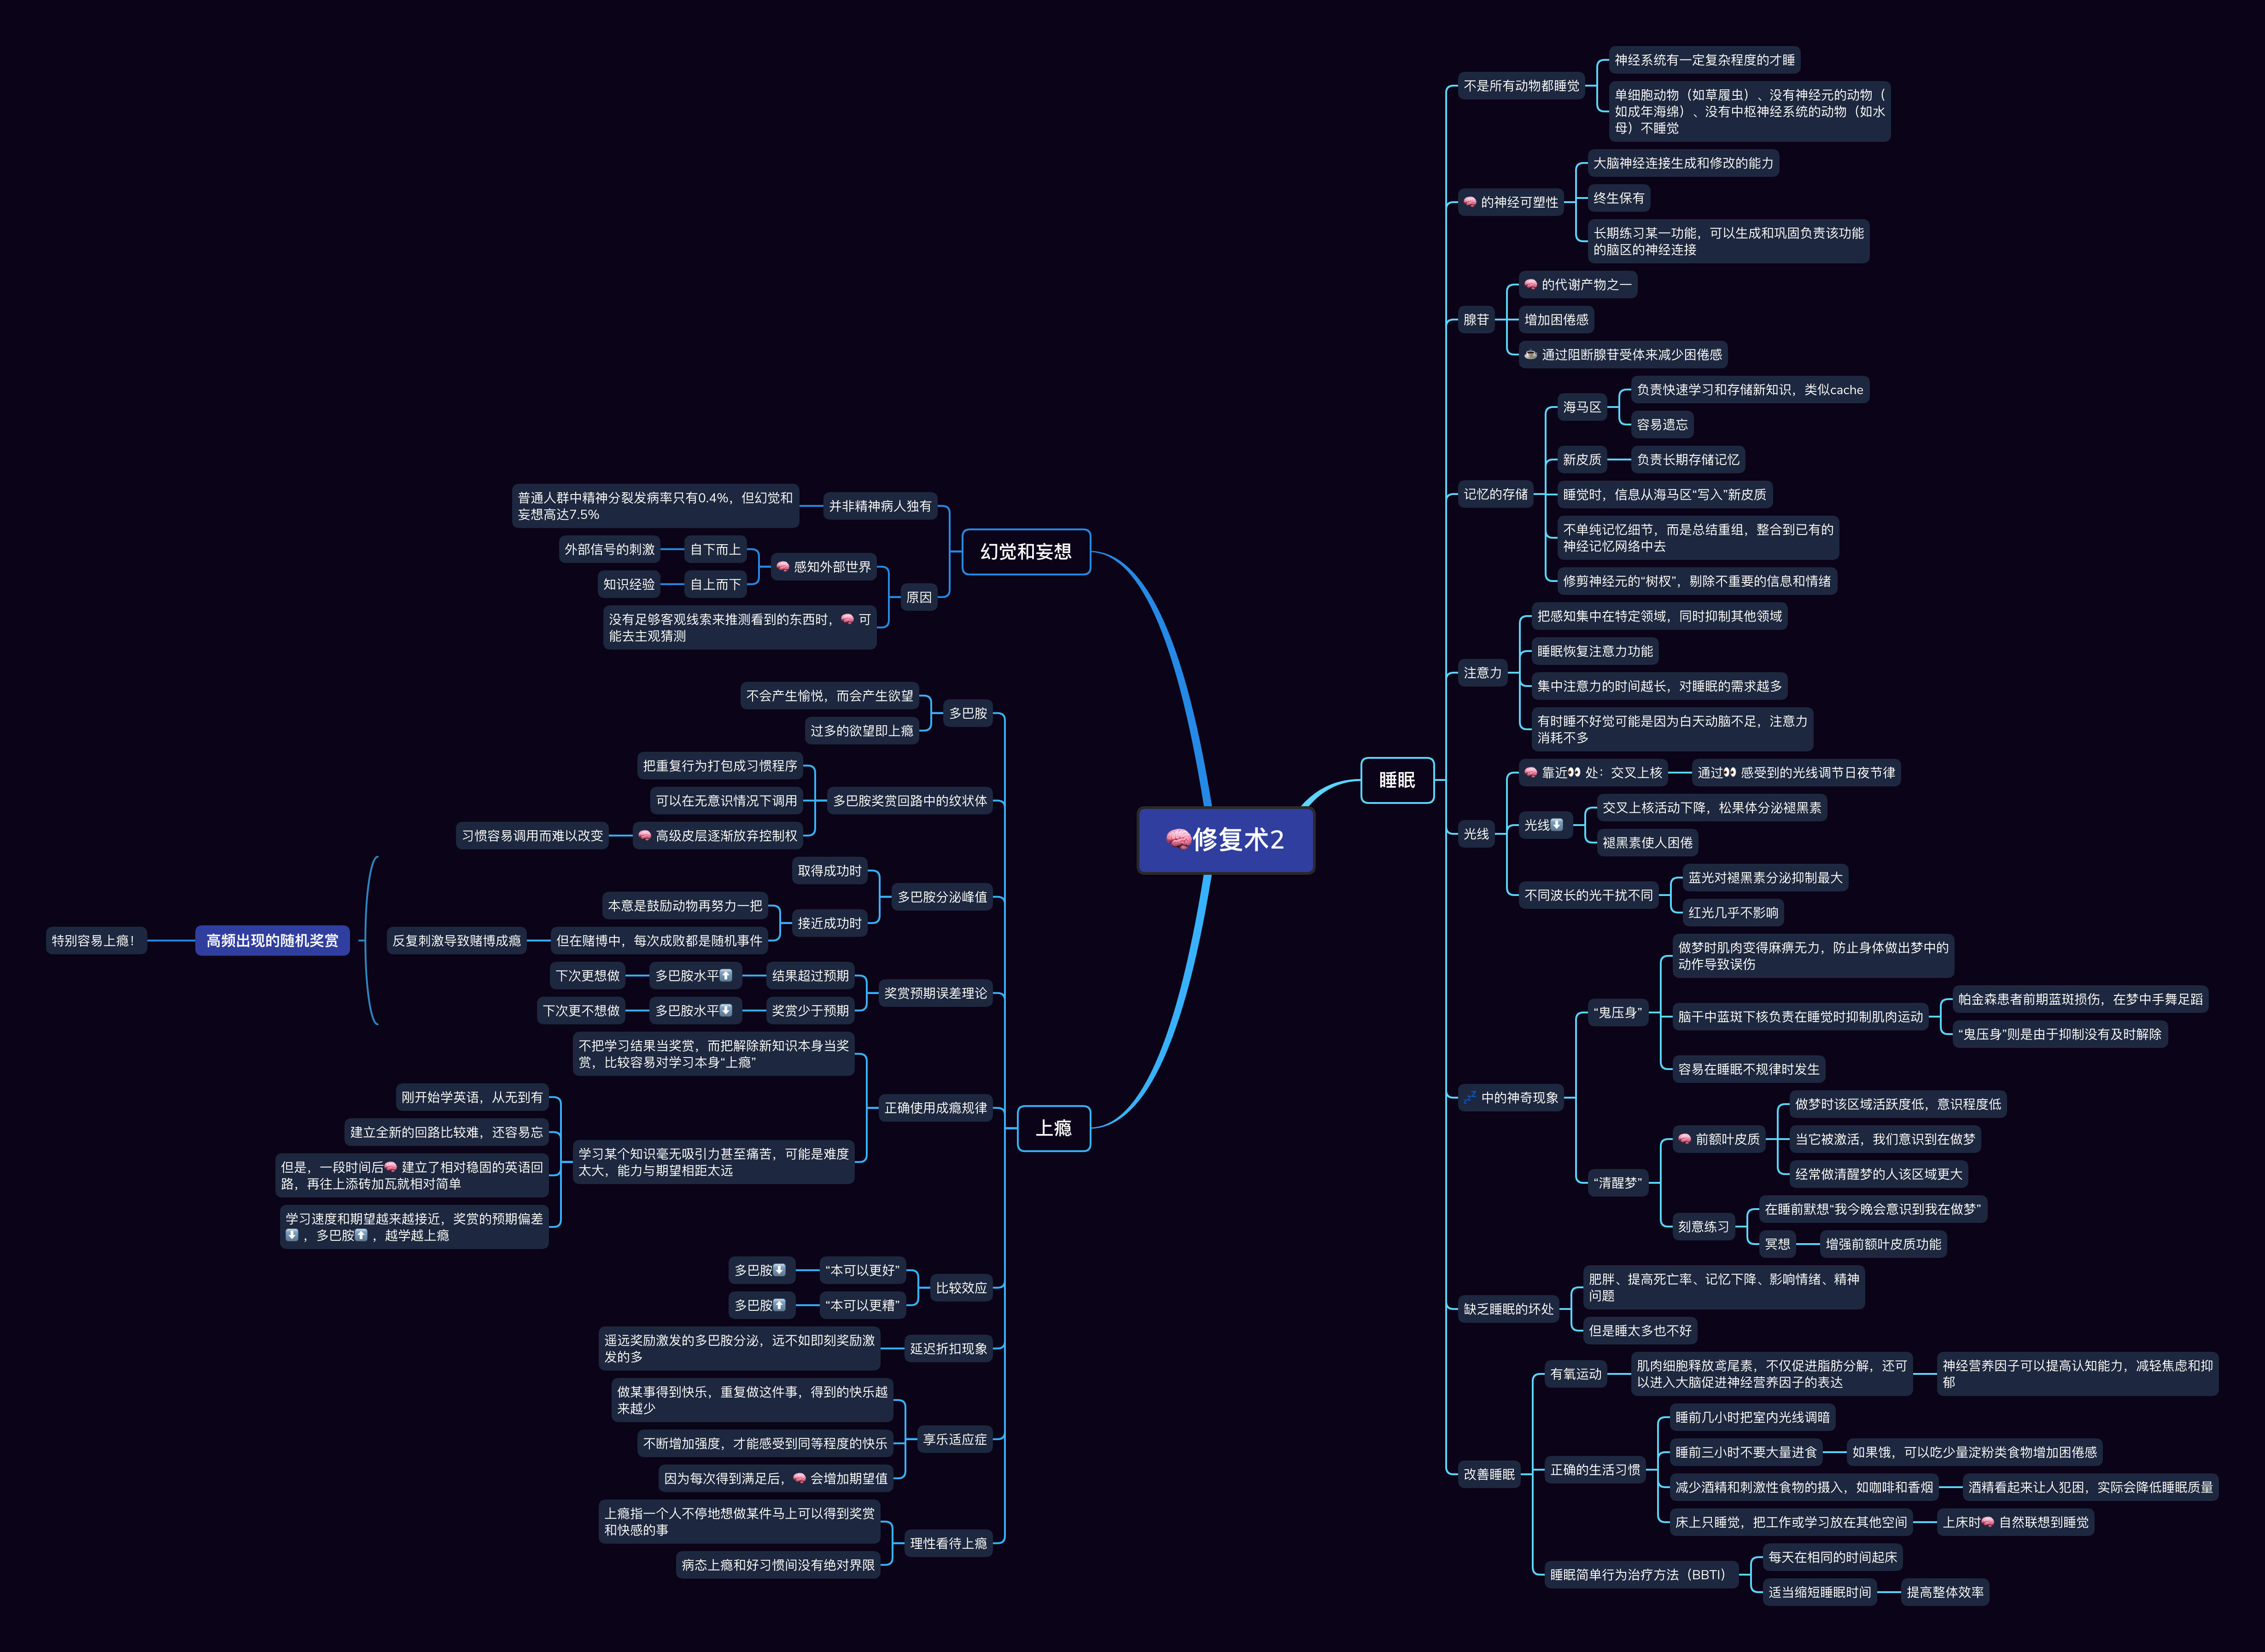 🧠修复术2
睡眠
不是所有动物都睡觉
神经系统有一定复杂程度的才睡
单细胞动物（如草履虫）、没有神经元的动物（
如成年海绵）、没有中枢神经系统的动物（如水
母）不睡觉
🧠 的神经可塑性
大脑神经连接生成和修改的能力
终生保有
长期练习某一功能，可以生成和巩固负责该功能
的脑区的神经连接
腺苷
🧠 的代谢产物之一
增加困倦感
☕ 通过阻断腺苷受体来减少困倦感
记忆的存储
海马区
负责快速学习和存储新知识，类似cache
容易遗忘
新皮质
负责长期存储记忆
睡觉时，信息从海马区“写入”新皮质
不单纯记忆细节，而是总结重组，整合到已有的
神经记忆网络中去
修剪神经元的“树杈”，剔除不重要的信息和情绪
注意力
把感知集中在特定领域，同时抑制其他领域
睡眠恢复注意力功能
集中注意力的时间越长，对睡眠的需求越多
有时睡不好觉可能是因为白天动脑不足，注意力
消耗不多
光线
🧠 靠近👀 处：交叉上核
通过👀 感受到的光线调节日夜节律
光线⬇️
交叉上核活动下降，松果体分泌褪黑素
褪黑素使人困倦
不同波长的光干扰不同
蓝光对褪黑素分泌抑制最大
红光几乎不影响
💤 中的神奇现象
“鬼压身”
做梦时肌肉变得麻痹无力，防止身体做出梦中的
动作导致误伤
脑干中蓝斑下核负责在睡觉时抑制肌肉运动
帕金森患者前期蓝斑损伤，在梦中手舞足蹈
“鬼压身”则是由于抑制没有及时解除
容易在睡眠不规律时发生
“清醒梦”
🧠 前额叶皮质
做梦时该区域活跃度低，意识程度低
当它被激活，我们意识到在做梦
经常做清醒梦的人该区域更大
刻意练习
在睡前默想“我今晚会意识到我在做梦”
冥想
增强前额叶皮质功能
缺乏睡眠的坏处
肥胖、提高死亡率、记忆下降、影响情绪、精神
问题
但是睡太多也不好
改善睡眠
有氧运动
肌肉细胞释放鸢尾素，不仅促进脂肪分解，还可
以进入大脑促进神经营养因子的表达
神经营养因子可以提高认知能力，减轻焦虑和抑
郁
正确的生活习惯
睡前几小时把室内光线调暗
睡前三小时不要大量进食
如果饿，可以吃少量淀粉类食物增加困倦感
减少酒精和刺激性食物的摄入，如咖啡和香烟
酒精看起来让人犯困，实际会降低睡眠质量
床上只睡觉，把工作或学习放在其他空间
上床时🧠 自然联想到睡觉
睡眠简单行为治疗方法（BBTI）
每天在相同的时间起床
适当缩短睡眠时间
提高整体效率
幻觉和妄想
并非精神病人独有
普通人群中精神分裂发病率只有0.4%，但幻觉和
妄想高达7.5%
原因
🧠 感知外部世界
自下而上
外部信号的刺激
自上而下
知识经验
没有足够客观线索来推测看到的东西时，🧠 可
能去主观猜测
上瘾
多巴胺
不会产生愉悦，而会产生欲望
过多的欲望即上瘾
多巴胺奖赏回路中的纹状体
把重复行为打包成习惯程序
可以在无意识情况下调用
🧠 高级皮层逐渐放弃控制权
习惯容易调用而难以改变
多巴胺分泌峰值
取得成功时
接近成功时
本意是鼓励动物再努力一把
但在赌博中，每次成败都是随机事件
反复刺激导致赌博成瘾
奖赏预期误差理论
结果超过预期
多巴胺水平⬆️
下次更想做
奖赏少于预期
多巴胺水平⬇️
下次更不想做
高频出现的随机奖赏
特别容易上瘾！
正确使用成瘾规律
不把学习结果当奖赏，而把解除新知识本身当奖
赏，比较容易对学习本身“上瘾”
学习某个知识毫无吸引力甚至痛苦，可能是难度
太大，能力与期望相距太远
刚开始学英语，从无到有
建立全新的回路比较难，还容易忘
但是，一段时间后🧠 建立了相对稳固的英语回
路，再往上添砖加瓦就相对简单
学习速度和期望越来越接近，奖赏的预期偏差
⬇️ ，多巴胺⬆️ ，越学越上瘾
比较效应
“本可以更好”
多巴胺⬇️
“本可以更糟”
多巴胺⬆️
延迟折扣现象
遥远奖励激发的多巴胺分泌，远不如即刻奖励激
发的多
享乐适应症
做某事得到快乐，重复做这件事，得到的快乐越
来越少
不断增加强度，才能感受到同等程度的快乐
因为每次得到满足后，🧠 会增加期望值
理性看待上瘾
上瘾指一个人不停地想做某件马上可以得到奖赏
和快感的事
病态上瘾和好习惯间没有绝对界限